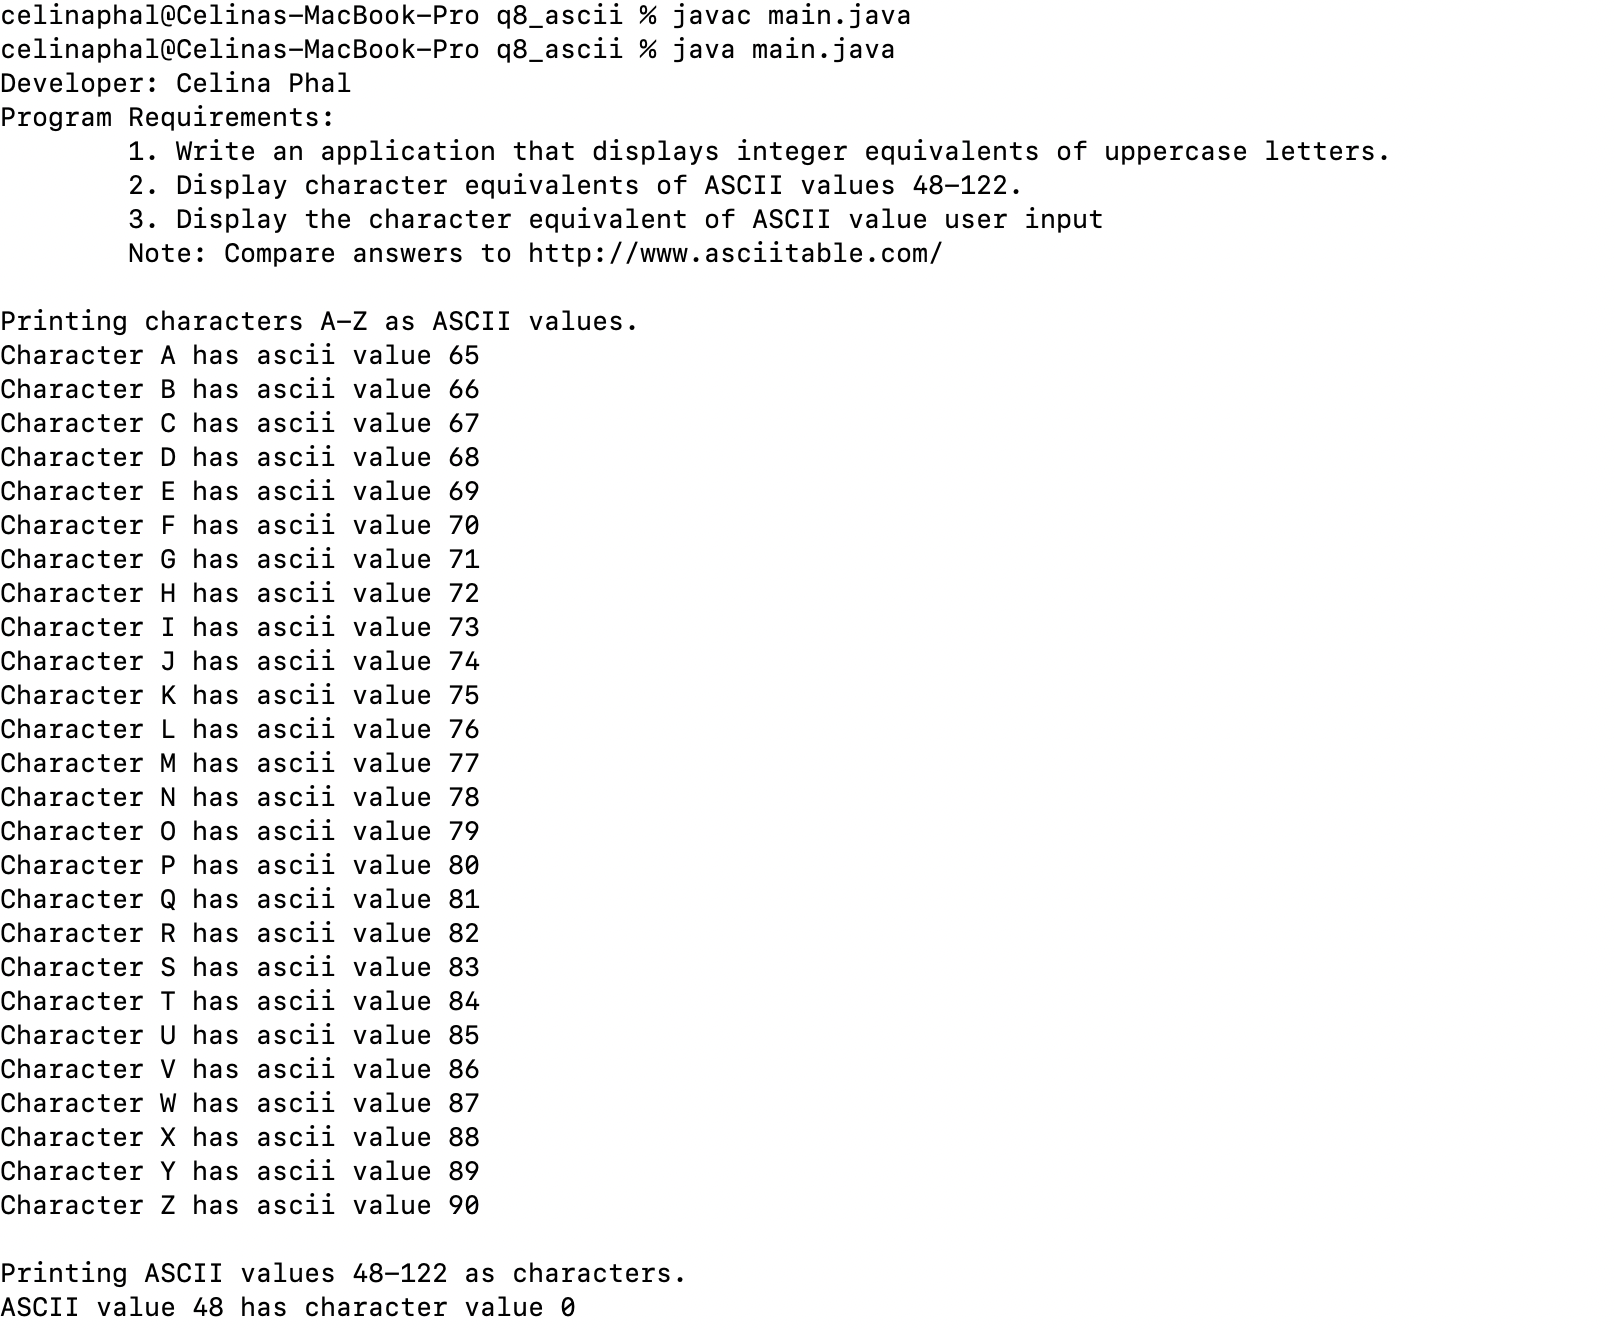 celinaphal@Celinas-MacBook-Pro q8_ascii % javac main.java
celinaphal@Celinas-MacBook-Pro q8_ascii % java main.java
Developer: Celina Phal
Program Requirements:
        1. Write an application that displays integer equivalents of uppercase letters.
        2. Display character equivalents of ASCII values 48-122.
        3. Display the character equivalent of ASCII value user input
        Note: Compare answers to http://www.asciitable.com/

Printing characters A-Z as ASCII values.
Character A has ascii value 65
Character B has ascii value 66
Character C has ascii value 67
Character D has ascii value 68
Character E has ascii value 69
Character F has ascii value 70
Character G has ascii value 71
Character H has ascii value 72
Character I has ascii value 73
Character J has ascii value 74
Character K has ascii value 75
Character L has ascii value 76
Character M has ascii value 77
Character N has ascii value 78
Character O has ascii value 79
Character P has ascii value 80
Character Q has ascii value 81
Character R has ascii value 82
Character S has ascii value 83
Character T has ascii value 84
Character U has ascii value 85
Character V has ascii value 86
Character W has ascii value 87
Character X has ascii value 88
Character Y has ascii value 89
Character Z has ascii value 90

Printing ASCII values 48-122 as characters.
ASCII value 48 has character value 0